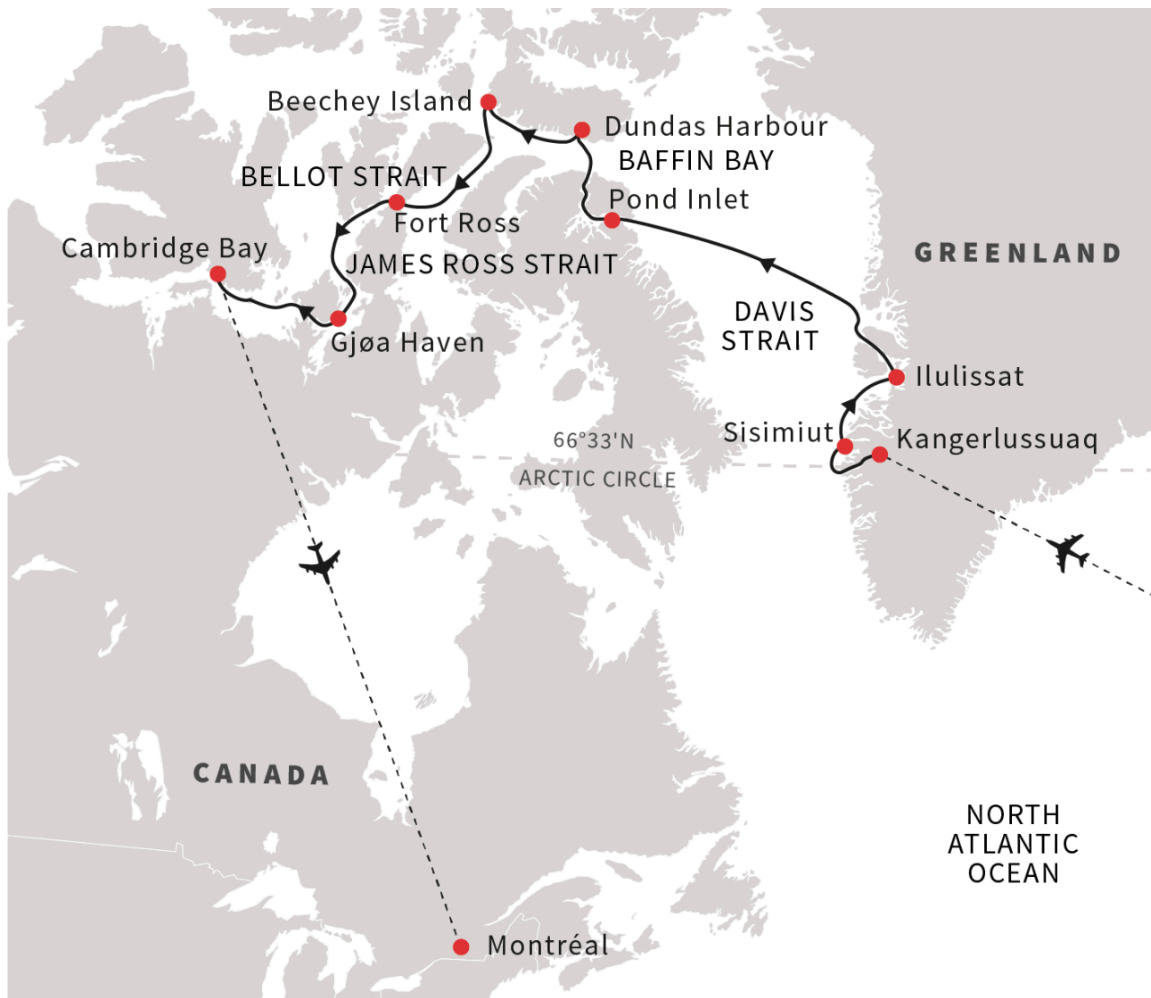 Beechey Island
Dundas Harbour
BAFFIN BAY
BELLOT STRAIT
Pond Inlet
Fort Ross
Cambridge Bay
GREENLAND
JAMES ROSS STRAIT
DAVIS
STRAIT
Gjøa Haven
Ilulissat
Sisimiut
Kangerlussuaq
66°33'N
ARCTIC CIRCLE
CANADA
NORTH
ATLANTIC
OCEAN
Montréal